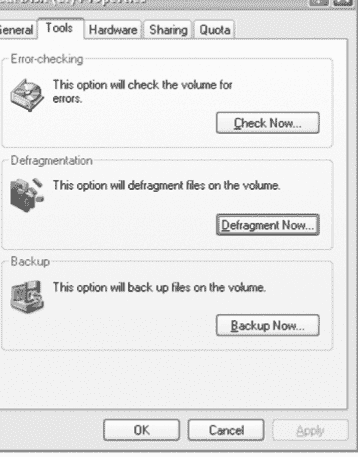 General Tools Hardware Sharing Quota
Error-checking
This option will check the volume for
errors.
Check Now...
Defragmentation
This option will defragment files on the volume.
Defragment Now...
Backup
This option will back up files on the volume.
Backup Now...
OK Cancel Apply